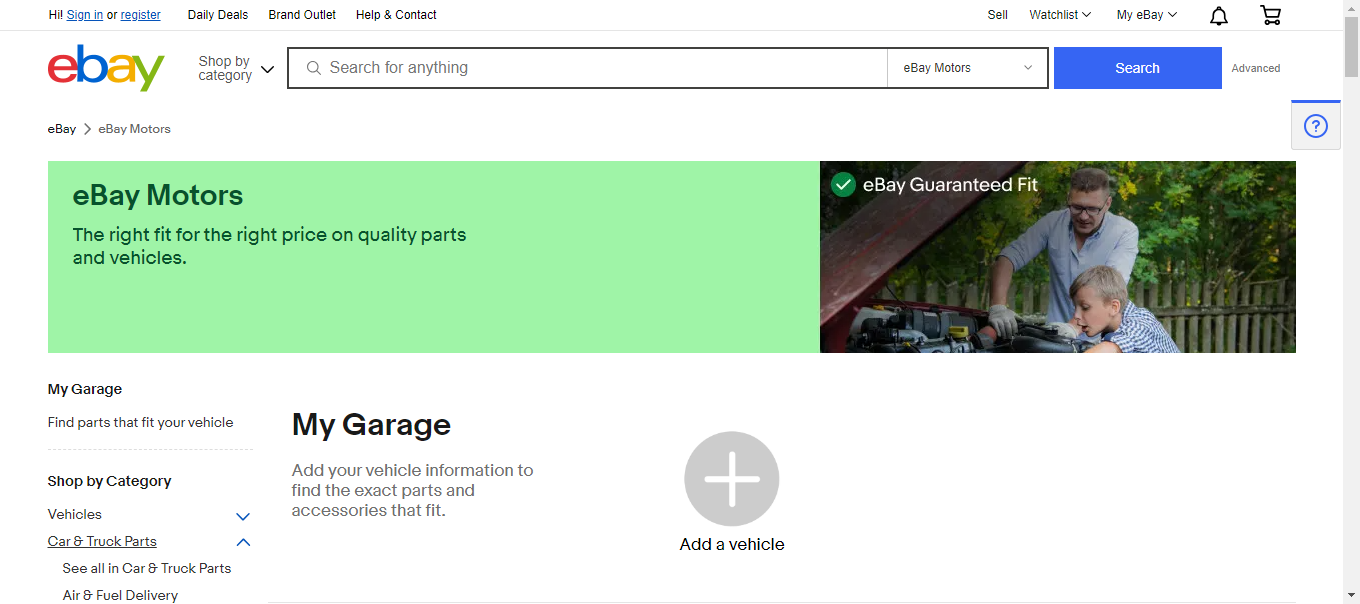 Hi! Sign in or register
Daily Deals
Brand Outlet
Help & Contact
Sell
Watchlist
My eBay
ebay
Shop by
category
Search for anything
eBay Motors
Search
Advanced
eBay
eBay Motors
?
eBay Motors
The right fit for the right price on quality parts
and vehicles.
eBay Guaranteed Fit
My Garage
Find parts that fit your vehicle
Shop by Category
Vehicles
Car & Truck Parts
See all in Car & Truck Parts
Air & Fuel Delivery
My Garage
Add your vehicle information to
find the exact parts and
accessories that fit.
Add a vehicle